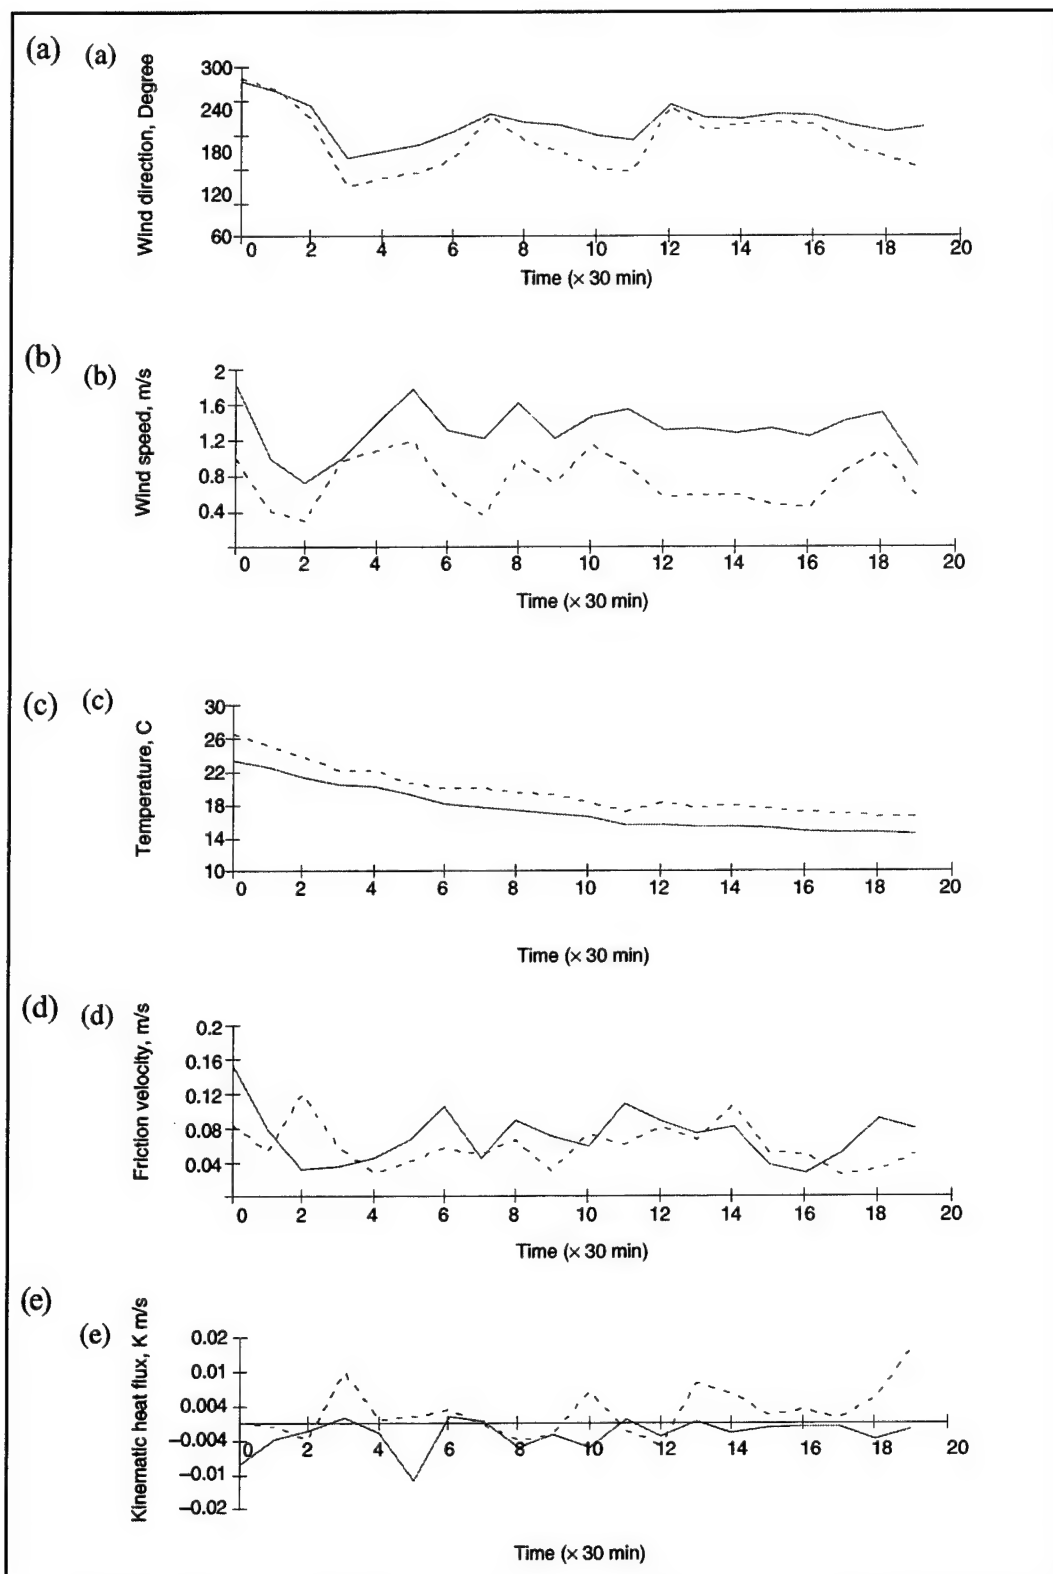 (a) (a)
Wind direction, Degree
300
240
180
120
60
0 2 4 6 8 10 12 14 16 18 20
Time (× 30 min)
(b) (b)
Wind speed, m/s
2
1.6
1.2
0.8
0.4
0 2 4 6 8 10 12 14 16 18 20
Time (× 30 min)
(c) (c)
Temperature, C
30
26
22
18
14
10
0 2 4 6 8 10 12 14 16 18 20
Time (× 30 min)
(d) (d)
Friction velocity, m/s
0.2
0.16
0.12
0.08
0.04
0 2 4 6 8 10 12 14 16 18 20
Time (× 30 min)
(e) (e)
Kinematic heat flux, K m/s
0.02
0.01
0.004
−0.004
−0.01
−0.02
0 2 4 6 8 10 12 14 16 18 20
Time (× 30 min)